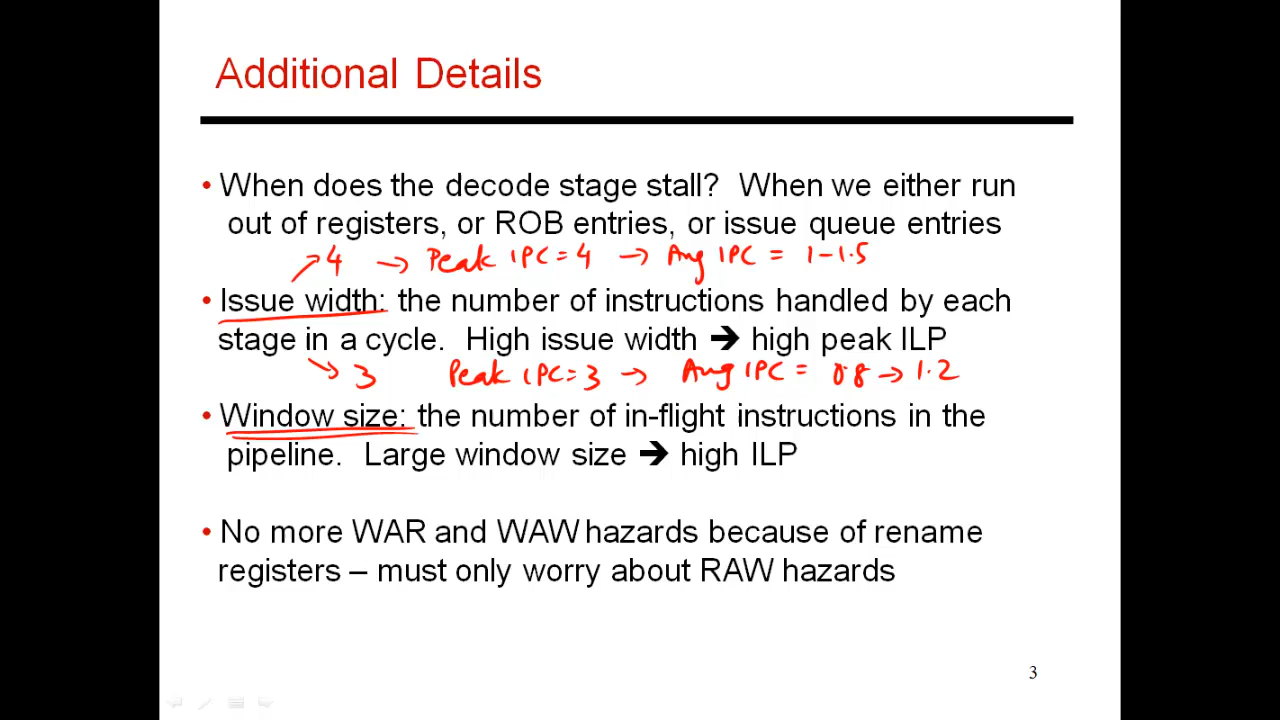 Additional Details
• When does the decode stage stall? When we either run
out of registers, or ROB entries, or issue queue entries
↗ 4 → Peak IPC = 4 → Avg IPC = 1 – 1.5
• Issue width: the number of instructions handled by each
stage in a cycle. High issue width ➔ high peak ILP
↘ 3 Peak IPC = 3 → Avg IPC = 0.8 → 1.2
• Window size: the number of in-flight instructions in the
pipeline. Large window size ➔ high ILP
• No more WAR and WAW hazards because of rename
registers – must only worry about RAW hazards
3